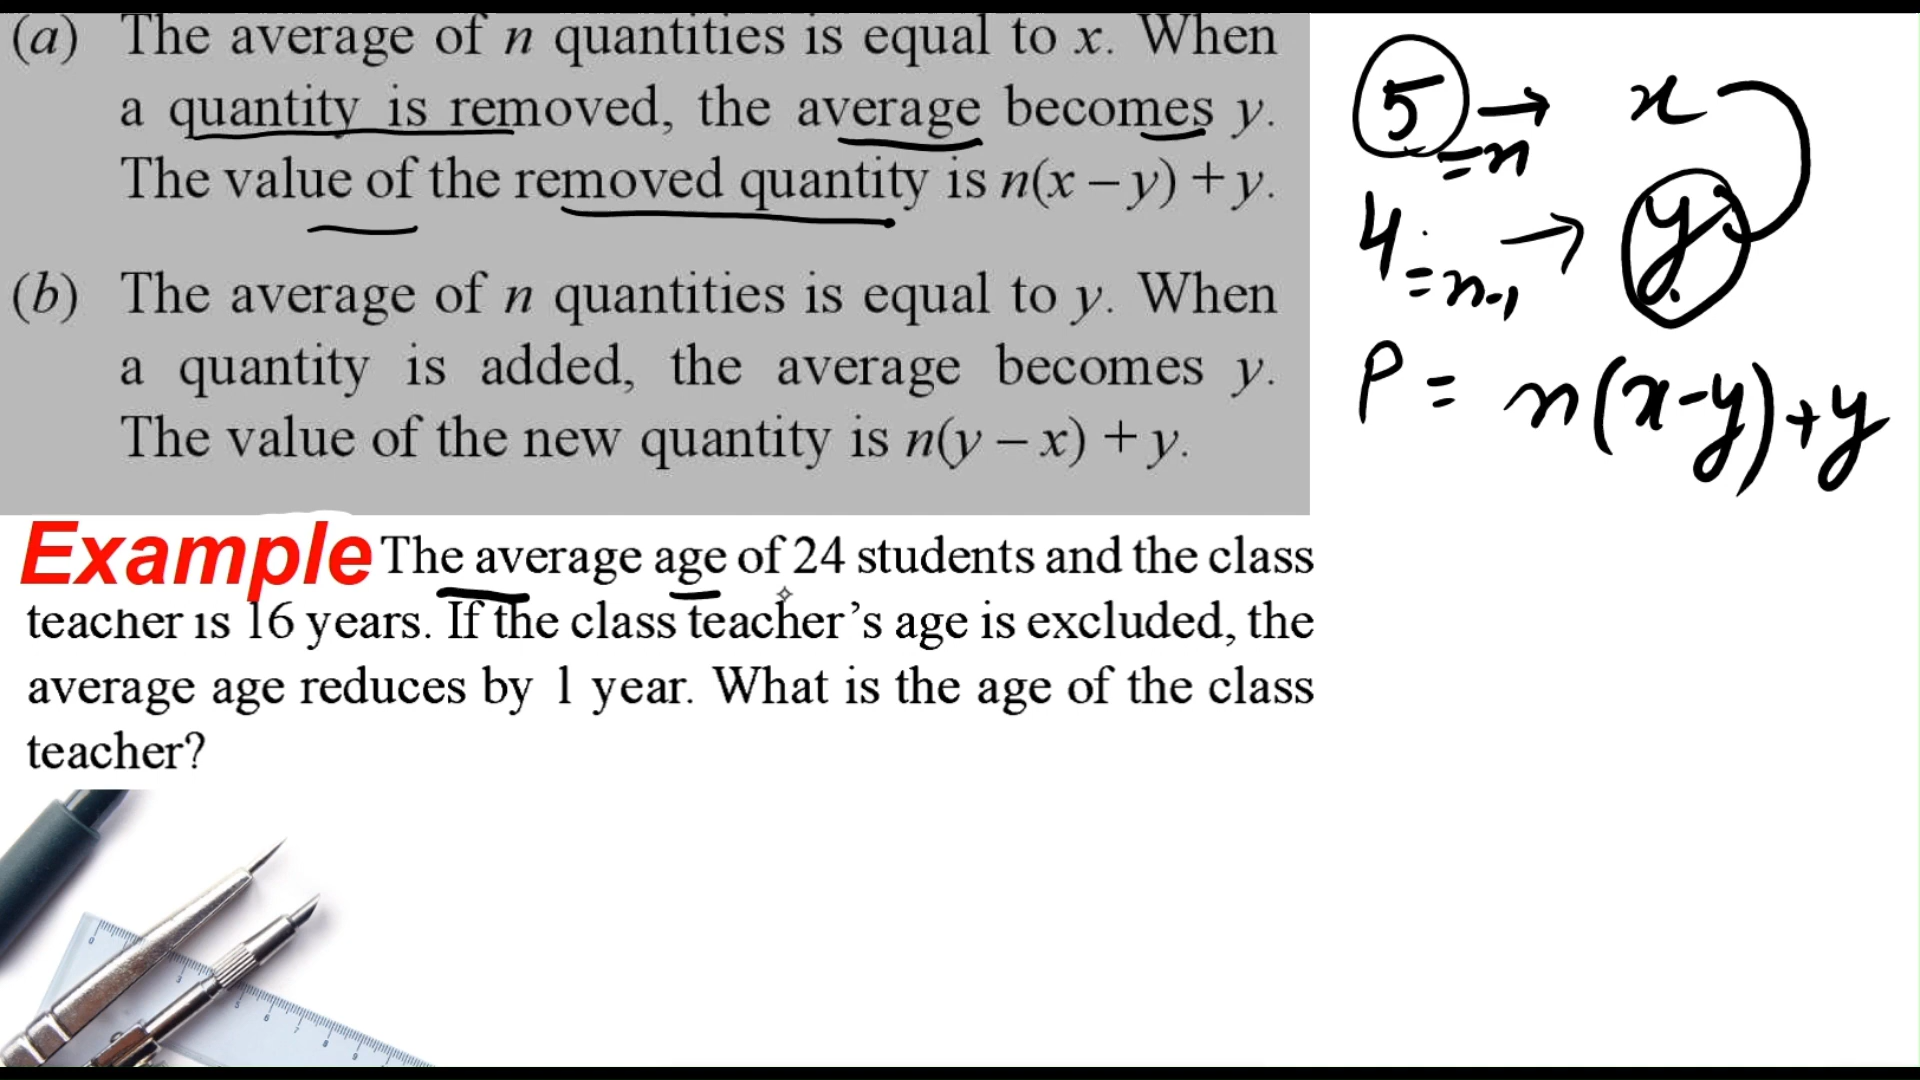 (a) The average of n quantities is equal to x. When
a quantity is removed, the average becomes y.
The value of the removed quantity is n(x – y) + y.
(b) The average of n quantities is equal to y. When
a quantity is added, the average becomes y.
The value of the new quantity is n(y – x) + y.
5 → x
=n
4 → y
=n-1
P = n(x-y)+y
Example The average age of 24 students and the class
teacher is 16 years. If the class teacher’s age is excluded, the
average age reduces by 1 year. What is the age of the class
teacher?